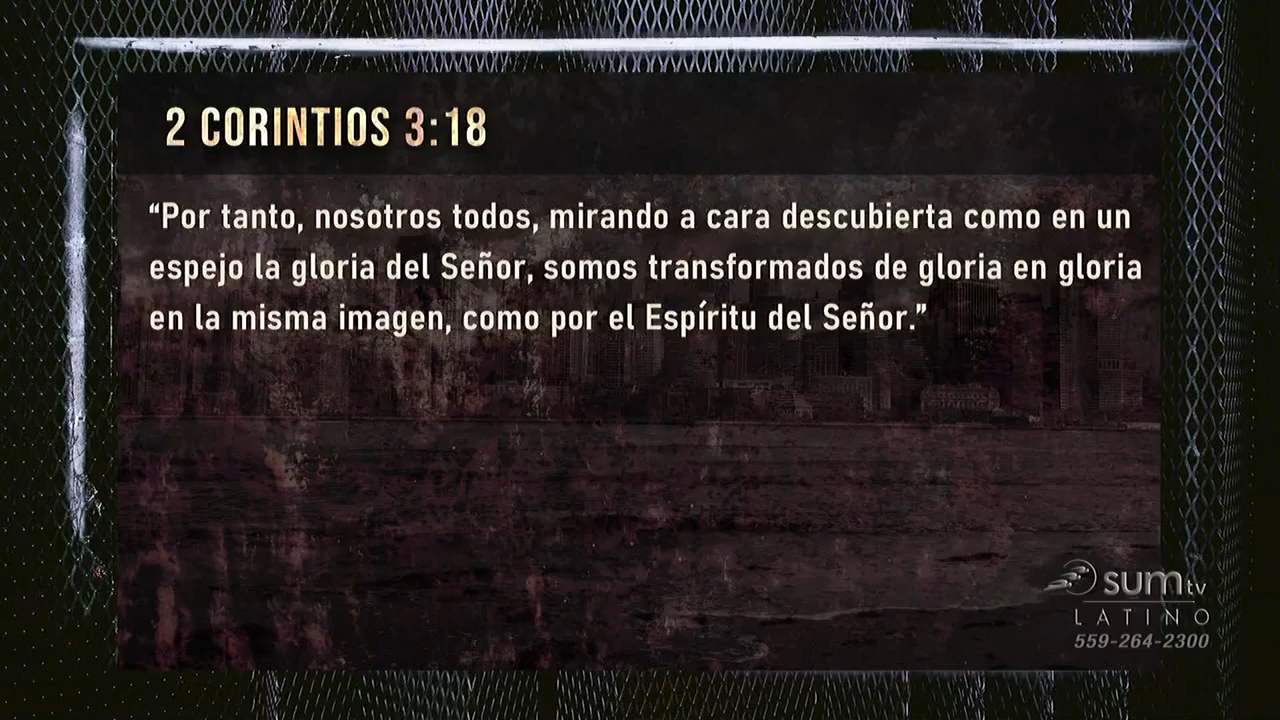 2 CORINTIOS 3:18
“Por tanto, nosotros todos, mirando a cara descubierta como en un
espejo la gloria del Señor, somos transformados de gloria en gloria
en la misma imagen, como por el Espíritu del Señor.”
sumtv
LATINO
559-264-2300